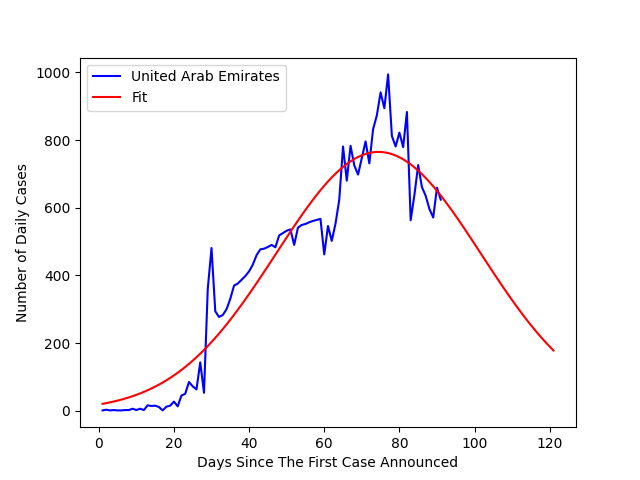 United Arab Emirates
Fit
1000
800
600
400
200
0
Number of Daily Cases
0 20 40 60 80 100 120
Days Since The First Case Announced